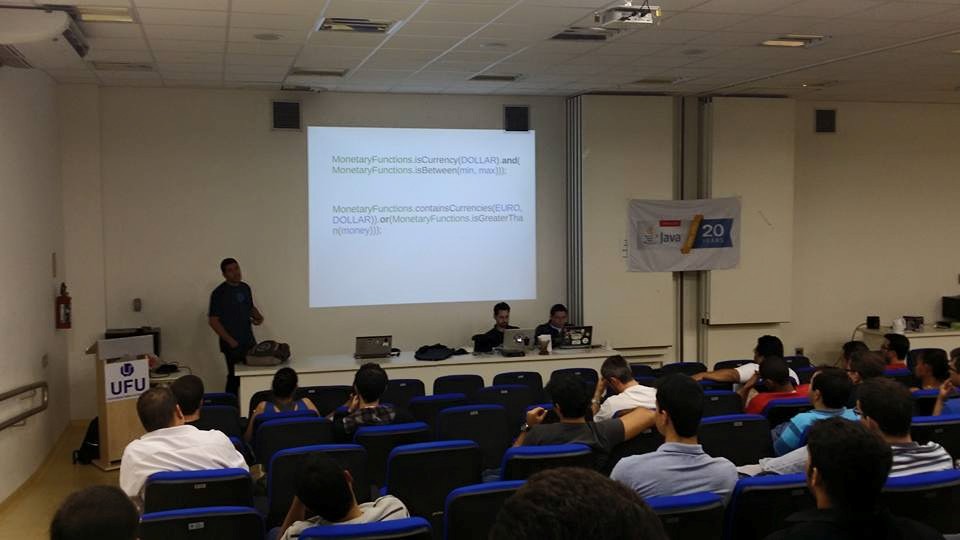 MonetaryFunctions.isCurrency(DOLLAR).and(
MonetaryFunctions.isBetween(min, max)));
MonetaryFunctions.containsCurrencies(EURO,
DOLLAR)).or(MonetaryFunctions.isGreaterTha
n(money)));
Java
20
YEARS
UFU